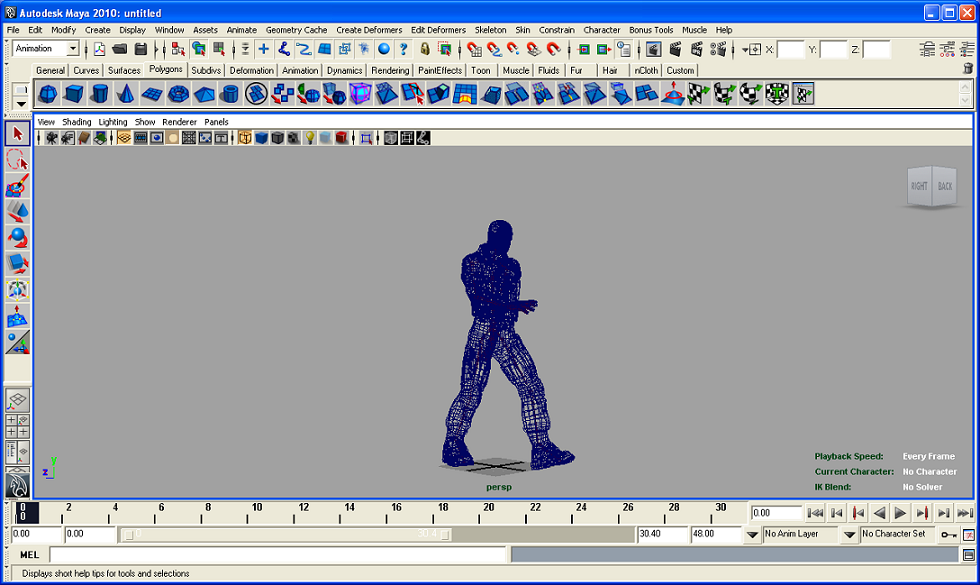 Autodesk Maya 2010: untitled
File Edit Modify Create Display Window Assets Animate Geometry Cache Create Deformers Edit Deformers Skeleton Skin Constrain Character Bonus Tools Muscle Help
Animation X: Y: Z:
General Curves Surfaces Polygons Subdivs Deformation Animation Dynamics Rendering PaintEffects Toon Muscle Fluids Fur Hair nCloth Custom
View Shading Lighting Show Renderer Panels
RIGHT BACK
Playback Speed: Every Frame
Current Character: No Character
IK Blend: No Solver
y
z
persp
0 2 4 6 8 10 12 14 16 18 20 22 24 26 28 30
0 0.00
0.00 0.00 0 30.4 30.40 48.00 No Anim Layer No Character Set
MEL
Displays short help tips for tools and selections